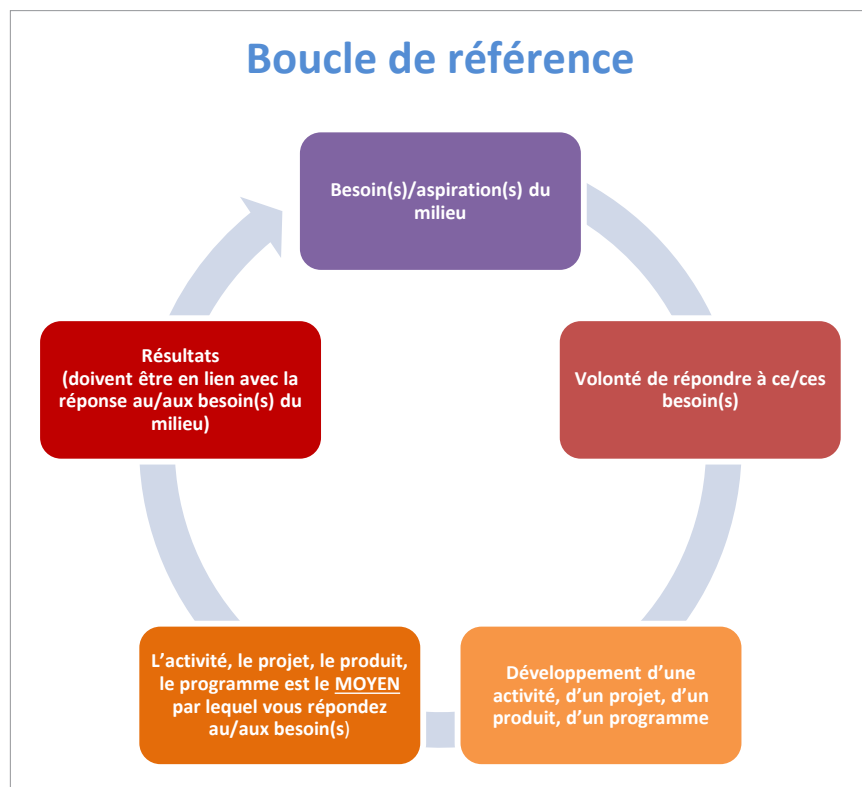 Boucle de référence
Besoin(s)/aspiration(s) du
milieu
Volonté de répondre à ce/ces
besoin(s)
Développement d’une
activité, d’un projet, d’un
produit, d’un programme
L’activité, le projet, le produit,
le programme est le MOYEN
par lequel vous répondez
au/aux besoin(s)
Résultats
(doivent être en lien avec la
réponse au/aux besoin(s) du
milieu)